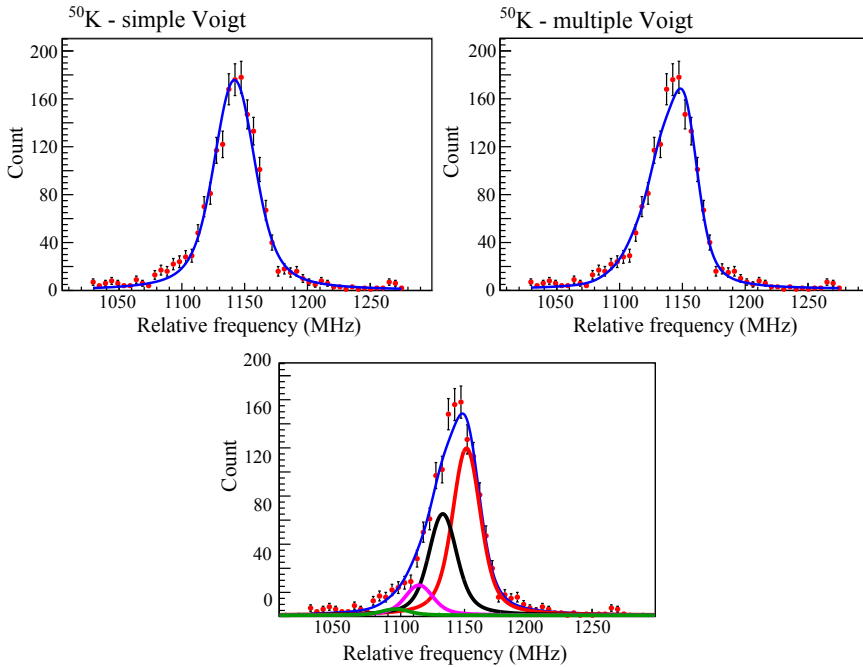 ⁵⁰K - simple Voigt
200
160
120
80
40
0
Count
1050 1100 1150 1200 1250
Relative frequency (MHz)
⁵⁰K - multiple Voigt
200
160
120
80
40
0
Count
1050 1100 1150 1200 1250
Relative frequency (MHz)
200
160
120
80
40
0
Count
1050 1100 1150 1200 1250
Relative frequency (MHz)